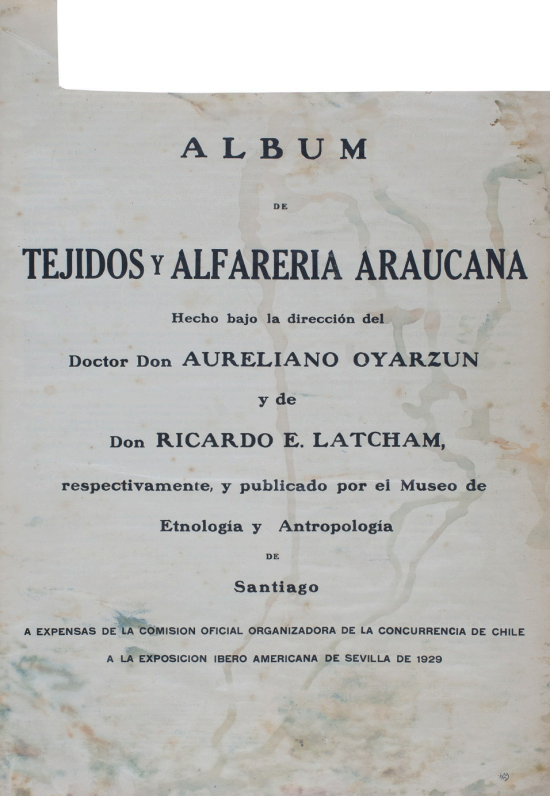 ALBUM
DE
TEJIDOS Y ALFARERIA ARAUCANA
Hecho bajo la dirección del
Doctor Don AURELIANO OYARZUN
y de
Don RICARDO E. LATCHAM,
respectivamente, y publicado por el Museo de
Etnología y Antropología
DE
Santiago
A EXPENSAS DE LA COMISION OFICIAL ORGANIZADORA DE LA CONCURRENCIA DE CHILE
A LA EXPOSICION IBERO AMERICANA DE SEVILLA DE 1929